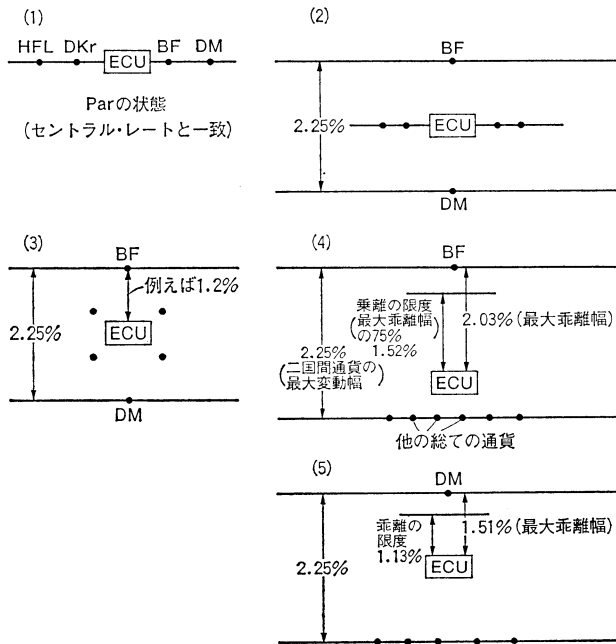 (1)
HFL DKr ECU BF DM
Parの状態
(セントラル・レートと一致)
(2)
BF
2.25%
ECU
DM
(3)
BF
例えば1.2%
2.25%
ECU
DM
(4)
BF
乗離の限度
(最大乖離幅
の75%
1.52%
2.03%(最大乖離幅)
2.25%
(二国間通貨の
最大変動幅
ECU
他の総ての通貨
(5)
DM
乖離の
限度
1.13%
1.51%(最大乖離幅)
2.25%
ECU